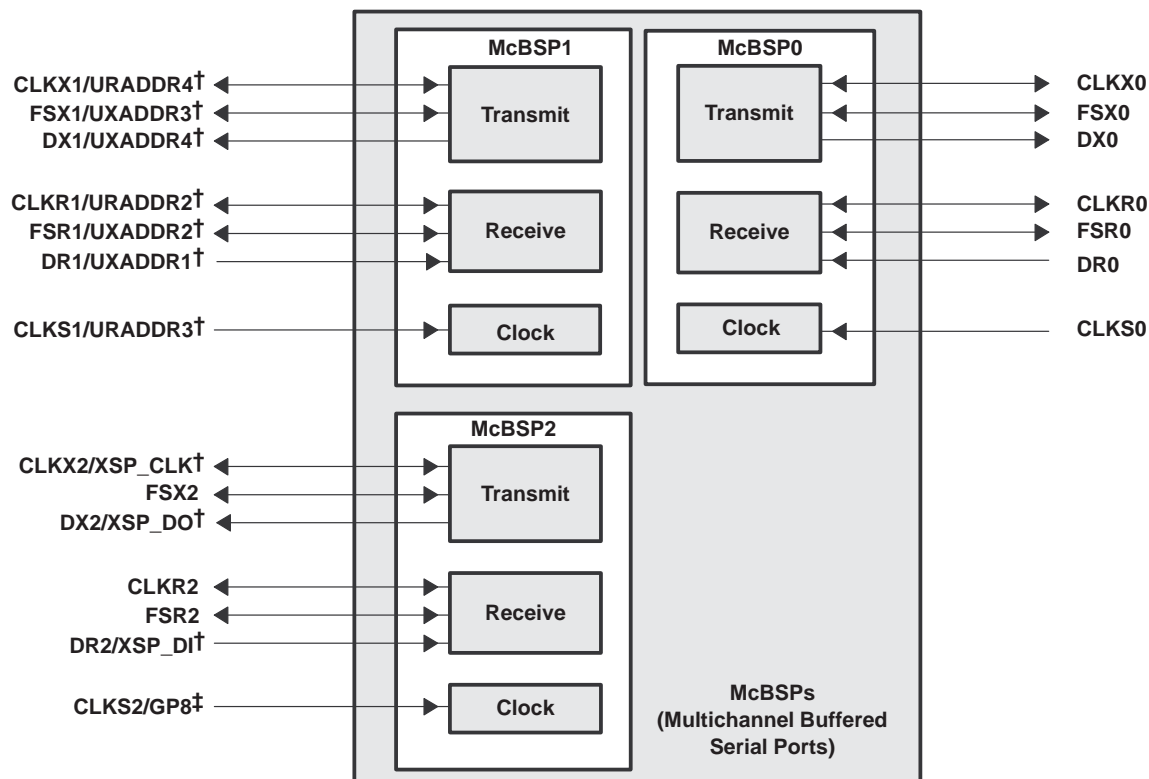 McBSP1
CLKX1/URADDR4†
FSX1/UXADDR3†
DX1/UXADDR4†
Transmit
CLKR1/URADDR2†
FSR1/UXADDR2†
DR1/UXADDR1†
Receive
CLKS1/URADDR3†
Clock
McBSP0
Transmit
CLKX0
FSX0
DX0
Receive
CLKR0
FSR0
DR0
Clock
CLKS0
McBSP2
CLKX2/XSP_CLK†
FSX2
DX2/XSP_DO†
Transmit
CLKR2
FSR2
DR2/XSP_DI†
Receive
CLKS2/GP8‡
Clock
McBSPs
(Multichannel Buffered
Serial Ports)